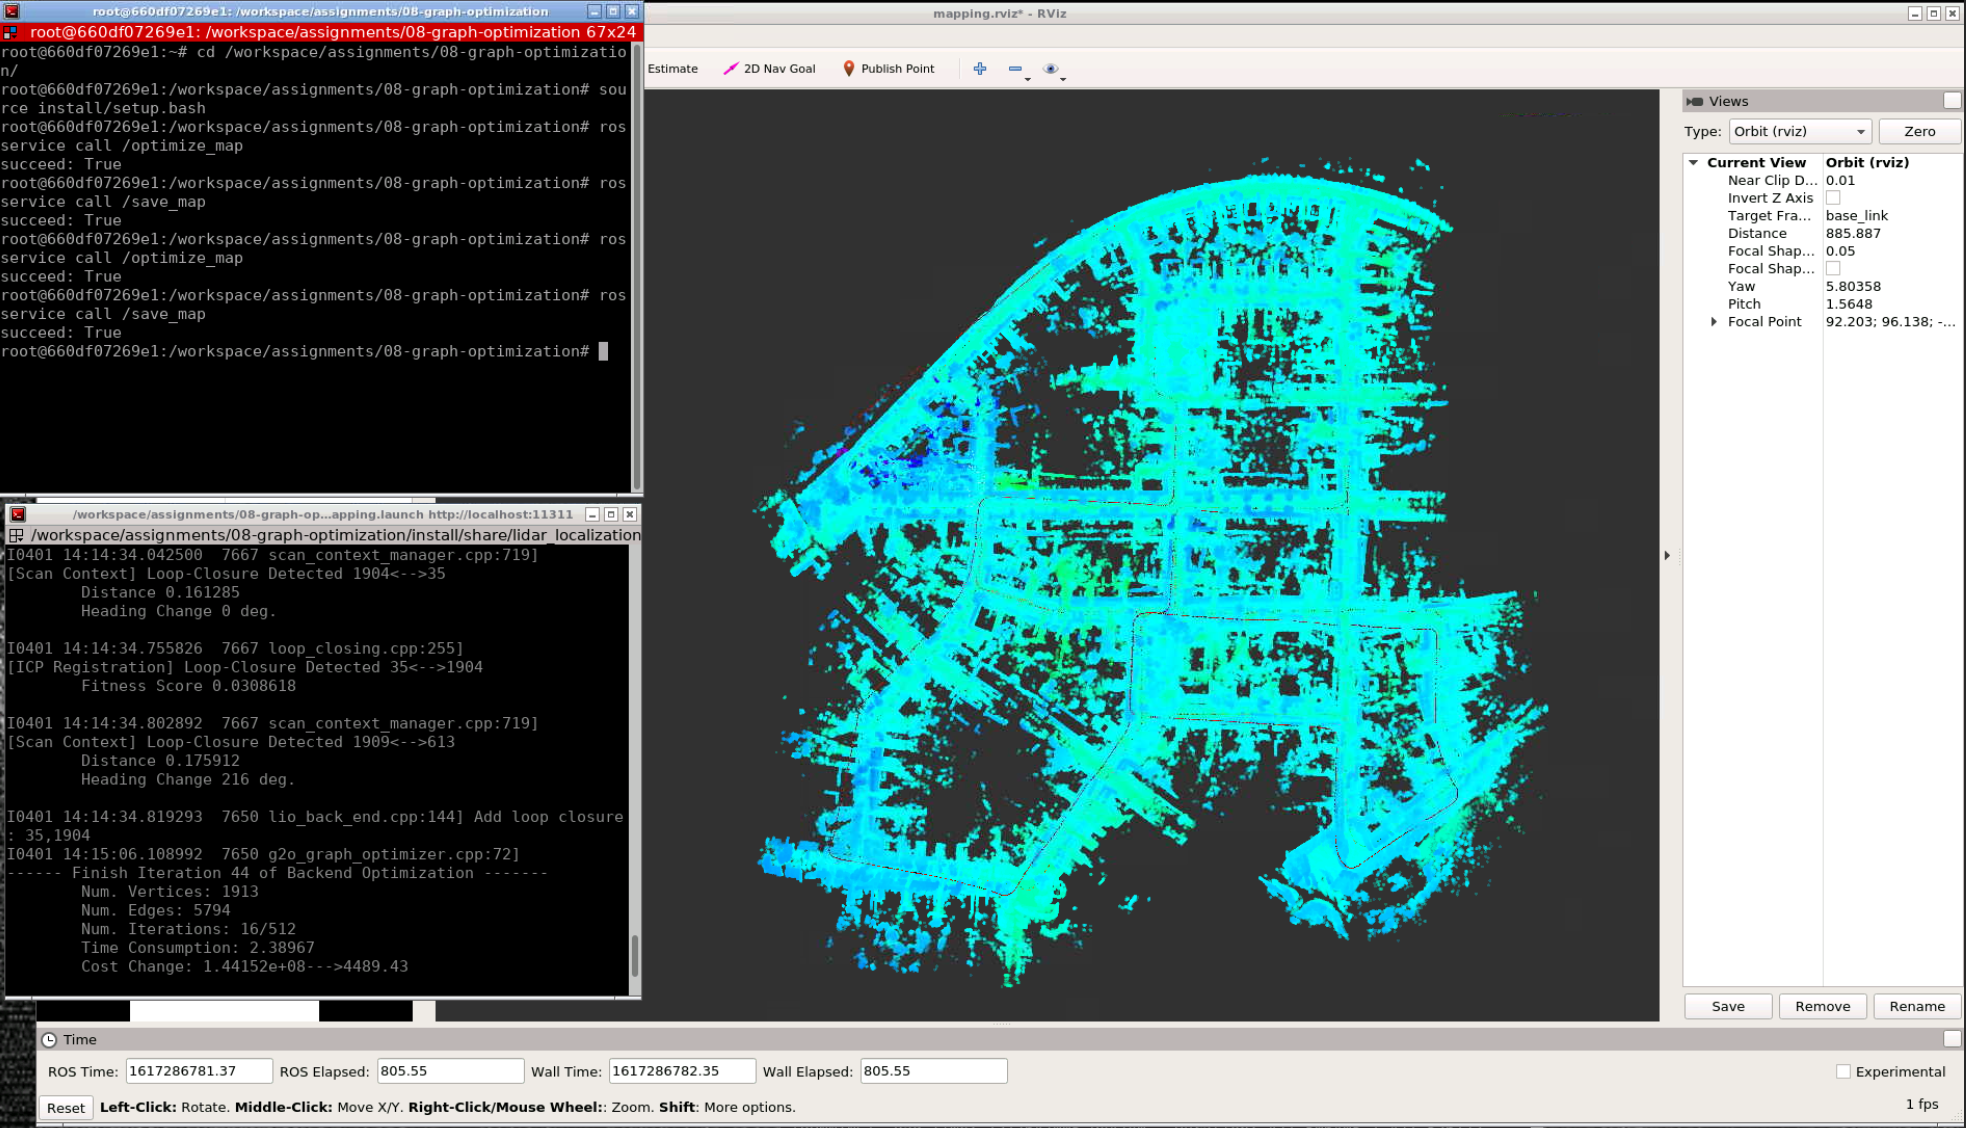 root@660df07269e1: /workspace/assignments/08-graph-optimization
root@660df07269e1: /workspace/assignments/08-graph-optimization 67x24
root@660df07269e1:~# cd /workspace/assignments/08-graph-optimizatio
n/
root@660df07269e1:/workspace/assignments/08-graph-optimization# sou
rce install/setup.bash
root@660df07269e1:/workspace/assignments/08-graph-optimization# ros
service call /optimize_map
succeed: True
root@660df07269e1:/workspace/assignments/08-graph-optimization# ros
service call /save_map
succeed: True
root@660df07269e1:/workspace/assignments/08-graph-optimization# ros
service call /optimize_map
succeed: True
root@660df07269e1:/workspace/assignments/08-graph-optimization# ros
service call /save_map
succeed: True
root@660df07269e1:/workspace/assignments/08-graph-optimization#
/workspace/assignments/08-graph-op...apping.launch http://localhost:11311
/workspace/assignments/08-graph-optimization/install/share/lidar_localization
I0401 14:14:34.042500  7667 scan_context_manager.cpp:719]
[Scan Context] Loop-Closure Detected 1904<-->35
Distance 0.161285
Heading Change 0 deg.
I0401 14:14:34.755826  7667 loop_closing.cpp:255]
[ICP Registration] Loop-Closure Detected 35<-->1904
Fitness Score 0.0308618
I0401 14:14:34.802892  7667 scan_context_manager.cpp:719]
[Scan Context] Loop-Closure Detected 1909<-->613
Distance 0.175912
Heading Change 216 deg.
I0401 14:14:34.819293  7650 lio_back_end.cpp:144] Add loop closure
: 35,1904
I0401 14:15:06.108992  7650 g2o_graph_optimizer.cpp:72]
------ Finish Iteration 44 of Backend Optimization -------
Num. Vertices: 1913
Num. Edges: 5794
Num. Iterations: 16/512
Time Consumption: 2.38967
Cost Change: 1.44152e+08--->4489.43
mapping.rviz* - RViz
Estimate 2D Nav Goal Publish Point
Views
Type: Orbit (rviz) Zero
Current View Orbit (rviz)
Near Clip D... 0.01
Invert Z Axis
Target Fra... base_link
Distance 885.887
Focal Shap... 0.05
Focal Shap...
Yaw 5.80358
Pitch 1.5648
Focal Point 92.203; 96.138; -...
Save Remove Rename
Time
ROS Time: 1617286781.37 ROS Elapsed: 805.55 Wall Time: 1617286782.35 Wall Elapsed: 805.55 Experimental
Reset Left-Click: Rotate. Middle-Click: Move X/Y. Right-Click/Mouse Wheel:: Zoom. Shift: More options. 1 fps